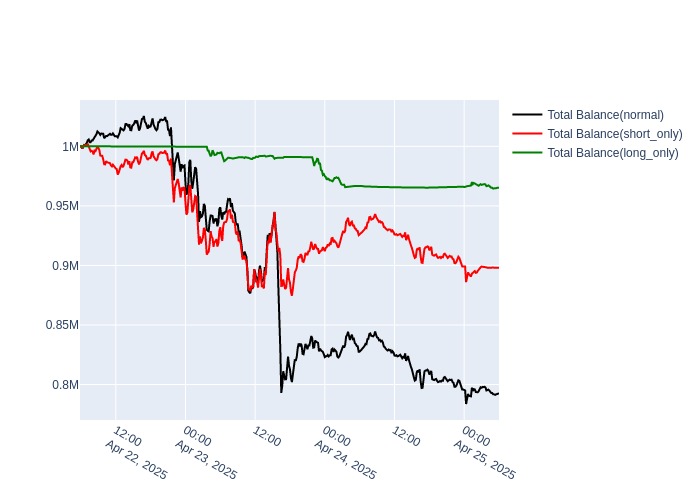 Total Balance(normal)
Total Balance(short_only)
Total Balance(long_only)
1M
0.95M
0.9M
0.85M
0.8M
12:00
Apr 22, 2025
00:00
Apr 23, 2025
12:00
00:00
Apr 24, 2025
12:00
00:00
Apr 25, 2025